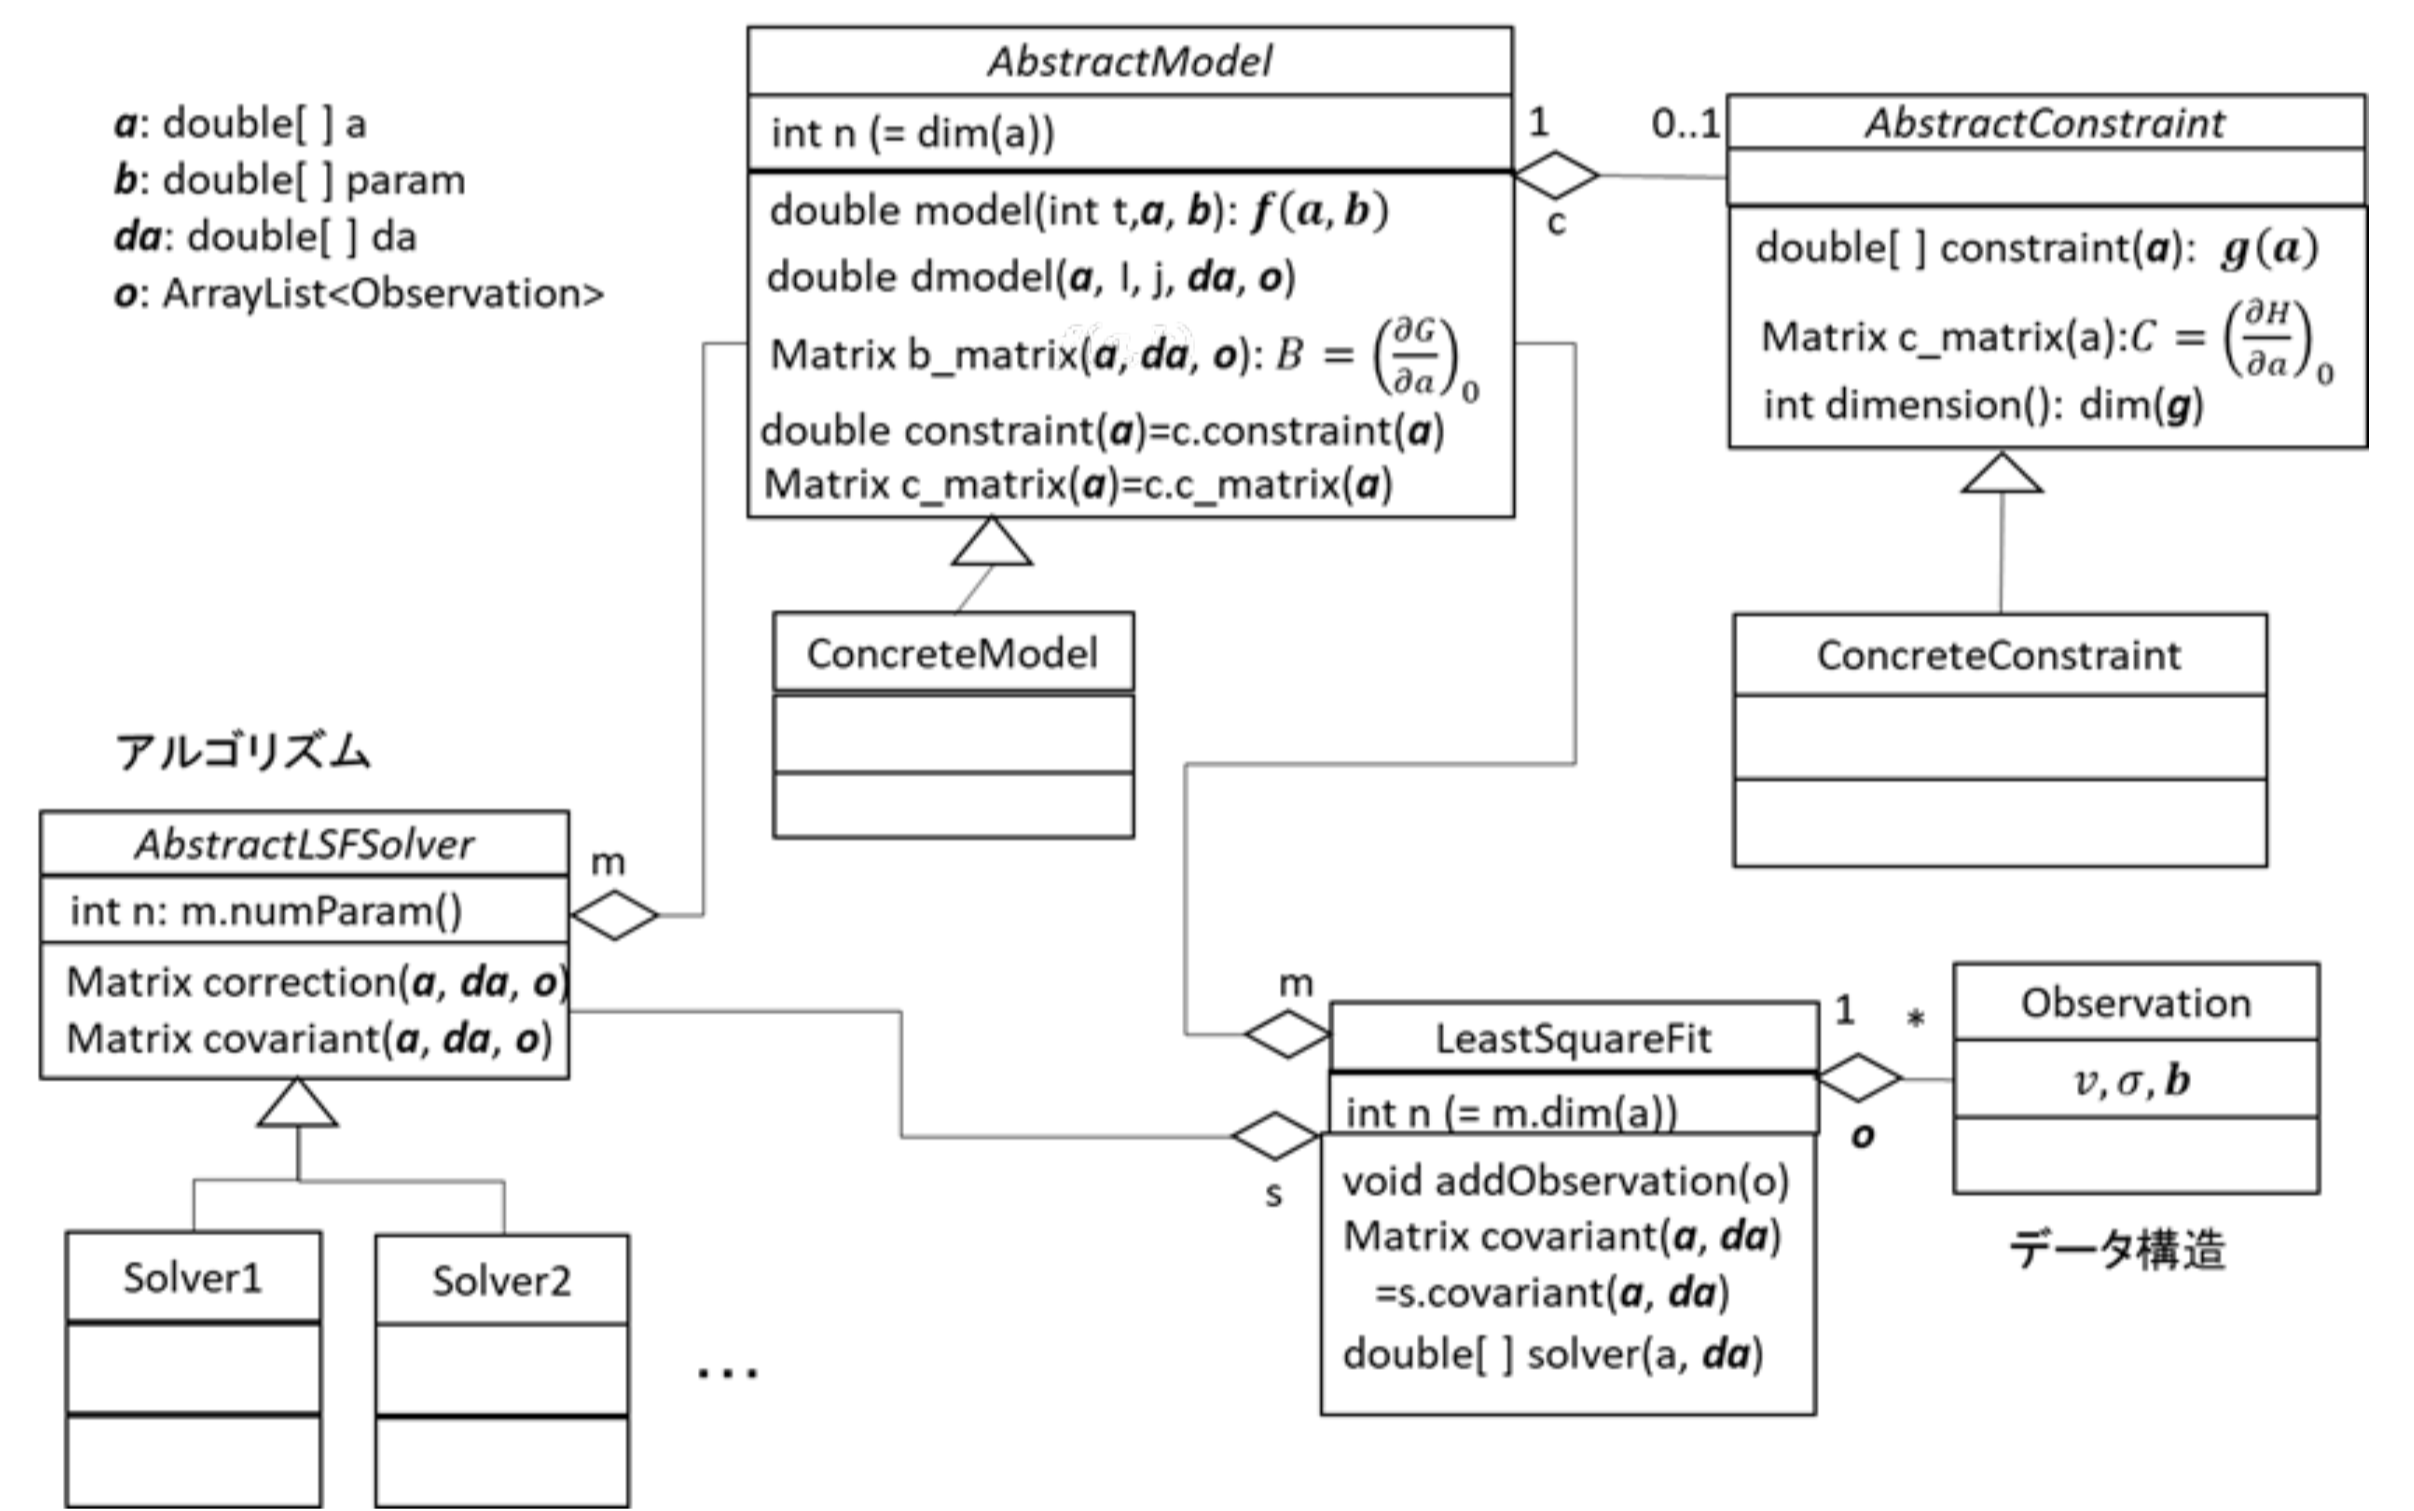 a: double[ ] a
b: double[ ] param
da: double[ ] da
o: ArrayList<Observation>
AbstractModel
int n (= dim(a))
double model(int t,a, b): f(a, b)
double dmodel(a, I, j, da, o)
Matrix b_matrix(a, da, o): B = (∂G/∂a)₀
double constraint(a)=c.constraint(a)
Matrix c_matrix(a)=c.c_matrix(a)
1
0..1
c
AbstractConstraint
double[ ] constraint(a): g(a)
Matrix c_matrix(a):C = (∂H/∂a)₀
int dimension(): dim(g)
ConcreteModel
ConcreteConstraint
アルゴリズム
AbstractLSFSolver
int n: m.numParam()
Matrix correction(a, da, o)
Matrix covariant(a, da, o)
m
Solver1
Solver2
...
m
s
LeastSquareFit
int n (= m.dim(a))
void addObservation(o)
Matrix covariant(a, da)
=s.covariant(a, da)
double[ ] solver(a, da)
1
*
o
Observation
v, σ, b
データ構造